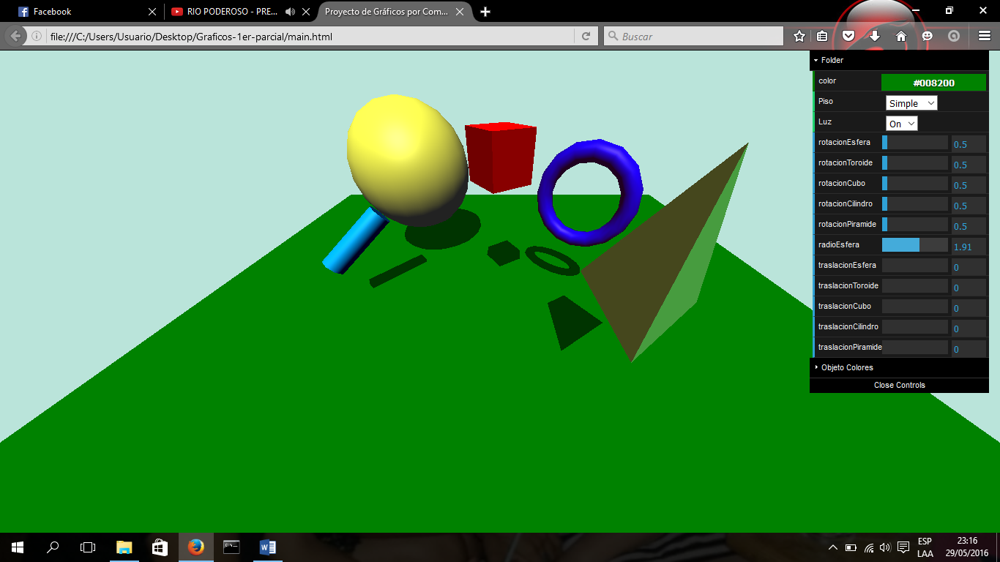 Facebook
RIO PODEROSO - PRE...
Proyecto de Gráficos por Com...
file:///C:/Users/Usuario/Desktop/Graficos-1er-parcial/main.html
Buscar
Folder
color #008200
Piso Simple
Luz On
rotacionEsfera 0.5
rotacionToroide 0.5
rotacionCubo 0.5
rotacionCilindro 0.5
rotacionPiramide 0.5
radioEsfera 1.91
traslacionEsfera 0
traslacionToroide 0
traslacionCubo 0
traslacionCilindro 0
traslacionPiramide 0
Objeto Colores
Close Controls
ESP 23:16
LAA 29/05/2016